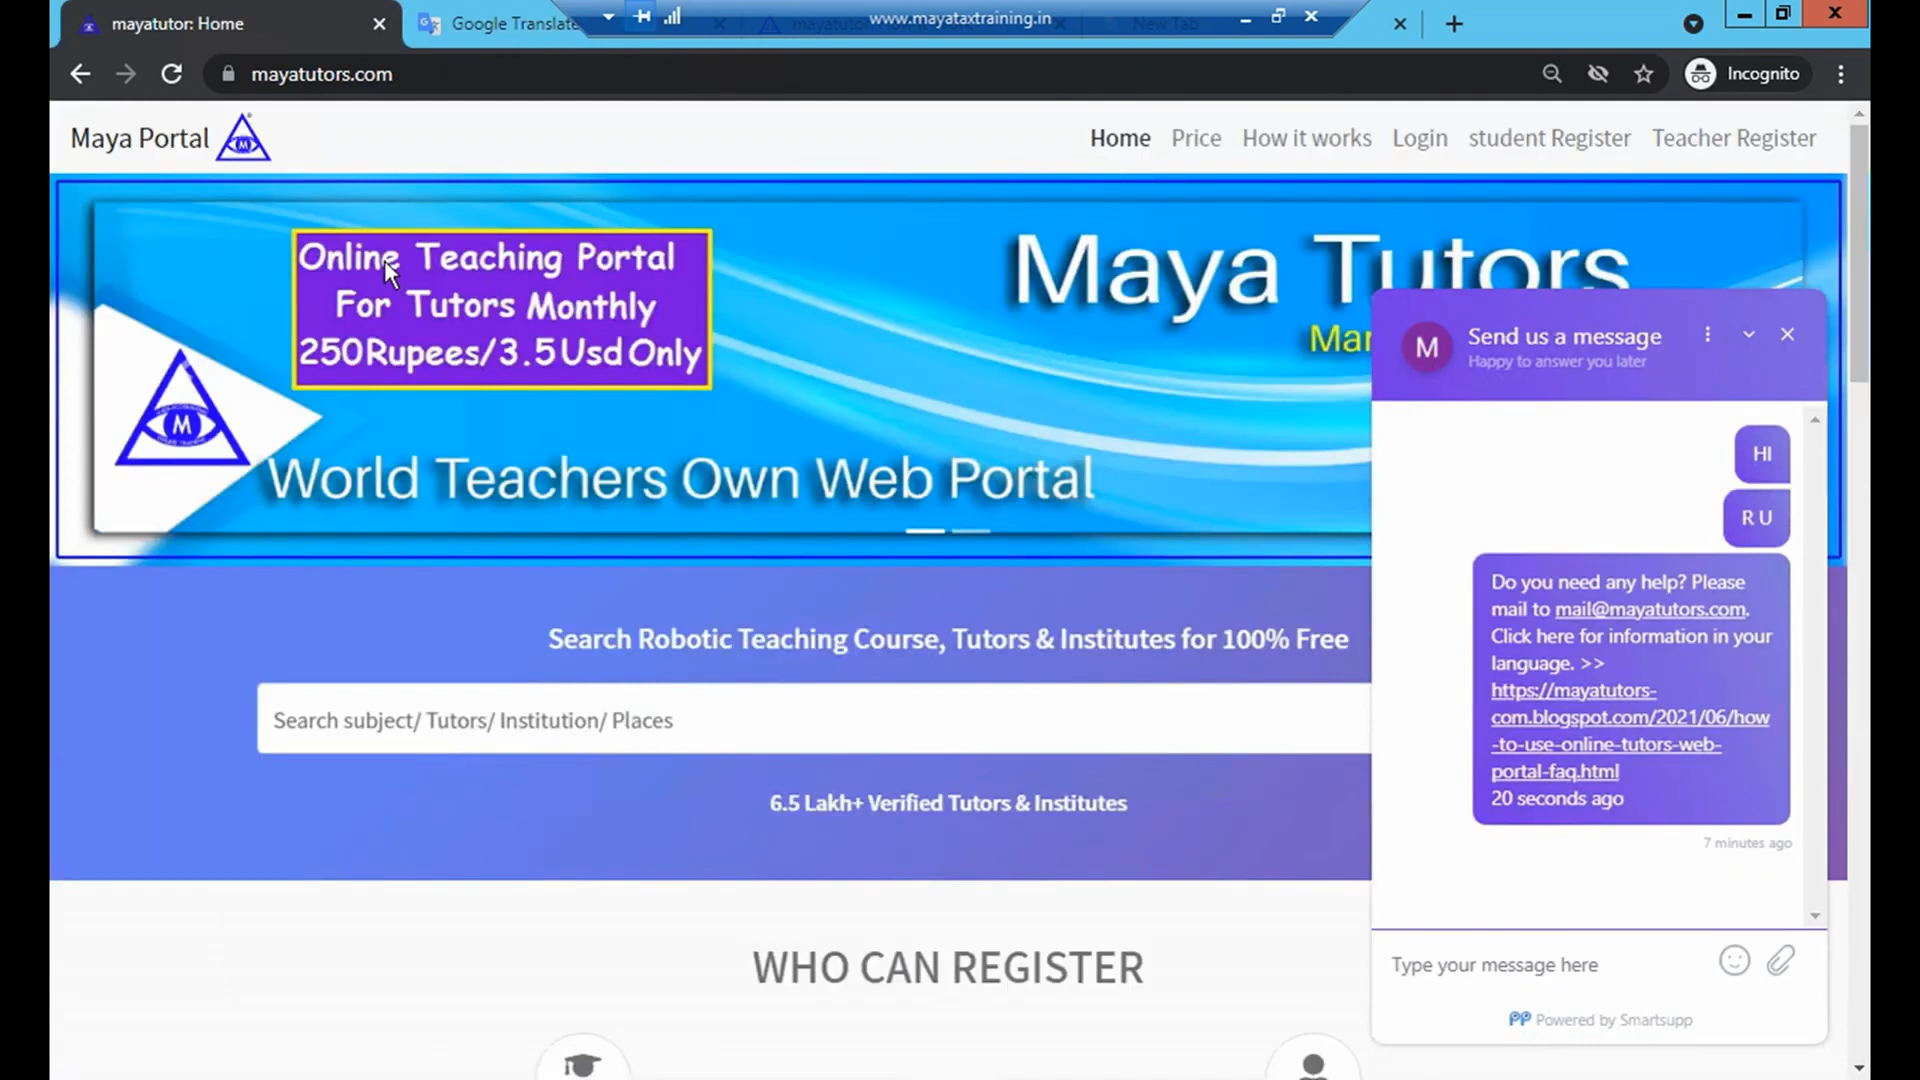 mayatutor: Home
Google Translate
www.mayataxtraining.in
New Tab
mayatutors.com
Incognito
Maya Portal
M
Home Price How it works Login student Register Teacher Register
Online Teaching Portal
For Tutors Monthly
250Rupees/3.5Usd Only
Maya Tutors
M
World Teachers Own Web Portal
Search Robotic Teaching Course, Tutors & Institutes for 100% Free
Search subject/ Tutors/ Institution/ Places
6.5 Lakh+ Verified Tutors & Institutes
WHO CAN REGISTER
M
Send us a message
Happy to answer you later
HI
R U
Do you need any help? Please
mail to mail@mayatutors.com.
Click here for information in your
language. >>
https://mayatutors-
com.blogspot.com/2021/06/how
-to-use-online-tutors-web-
portal-faq.html
20 seconds ago
7 minutes ago
Type your message here
Powered by Smartsupp